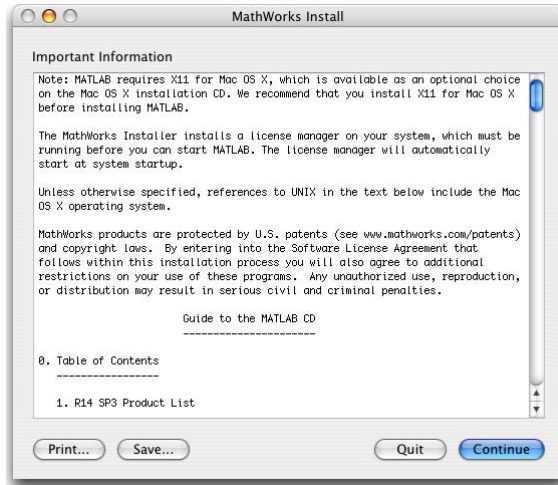 MathWorks Install
Important Information
Note: MATLAB requires X11 for Mac OS X, which is available as an optional choice
on the Mac OS X installation CD. We recommend that you install X11 for Mac OS X
before installing MATLAB.
The MathWorks Installer installs a license manager on your system, which must be
running before you can start MATLAB. The license manager will automatically
start at system startup.
Unless otherwise specified, references to UNIX in the text below include the Mac
OS X operating system.
MathWorks products are protected by U.S. patents (see www.mathworks.com/patents)
and copyright laws.  By entering into the Software License Agreement that
follows within this installation process you will also agree to additional
restrictions on your use of these programs.  Any unauthorized use, reproduction,
or distribution may result in serious civil and criminal penalties.
Guide to the MATLAB CD
----------------------
0. Table of Contents
-----------------
1. R14 SP3 Product List
Print... Save... Quit Continue